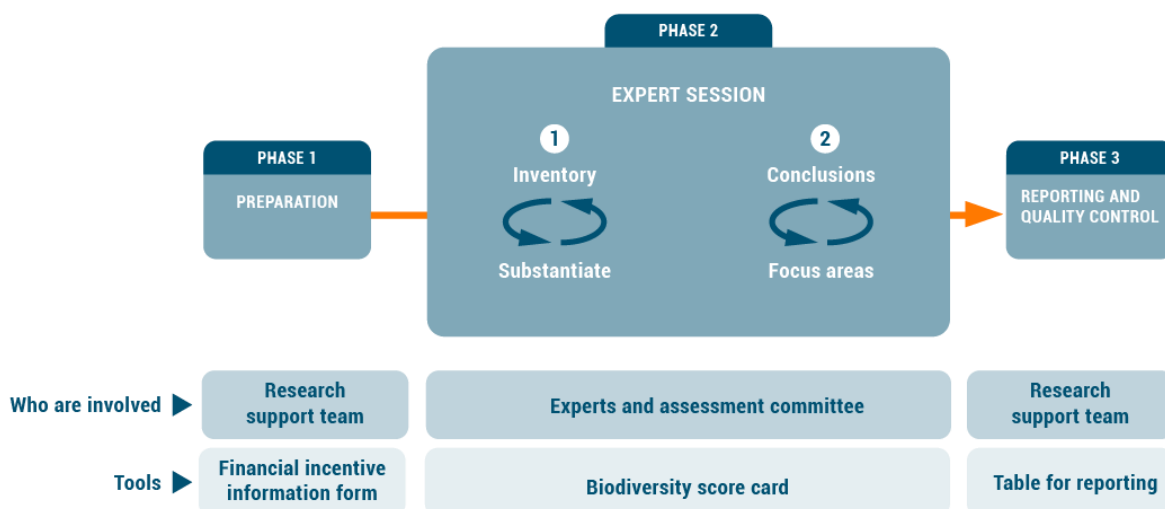 PHASE 2
EXPERT SESSION
1
2
Inventory
Conclusions
Substantiate
Focus areas
PHASE 1
PREPARATION
PHASE 3
REPORTING AND
QUALITY CONTROL
Who are involved
Research
support team
Experts and assessment committee
Research
support team
Tools
Financial incentive
information form
Biodiversity score card
Table for reporting